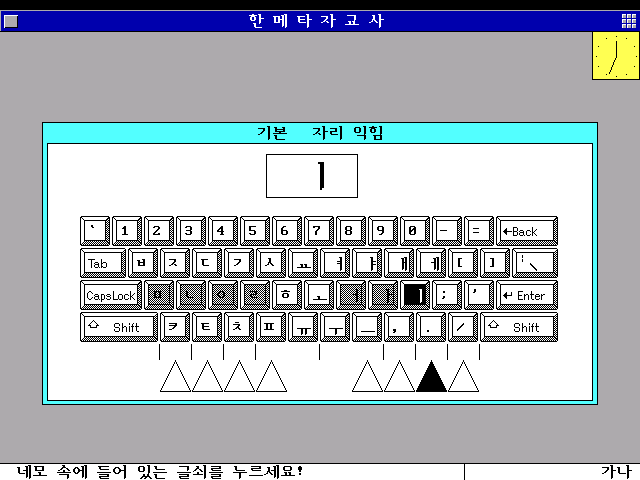 한메타자교사
기본 자리 익힘
ㅣ
` 1 2 3 4 5 6 7 8 9 0 - = ←Back
Tab ㅂ ㅈ ㄷ ㄱ ㅅ ㅛ ㅕ ㅑ ㅐ ㅔ [ ] ¦ \
CapsLock ㅁ ㄴ ㅇ ㄹ ㅎ ㅗ ㅓ ㅏ ㅣ ; ' ↵ Enter
⇧ Shift ㅋ ㅌ ㅊ ㅍ ㅠ ㅜ ㅡ , . / ⇧ Shift
네모 속에 들어 있는 글쇠를 누르세요! 가나